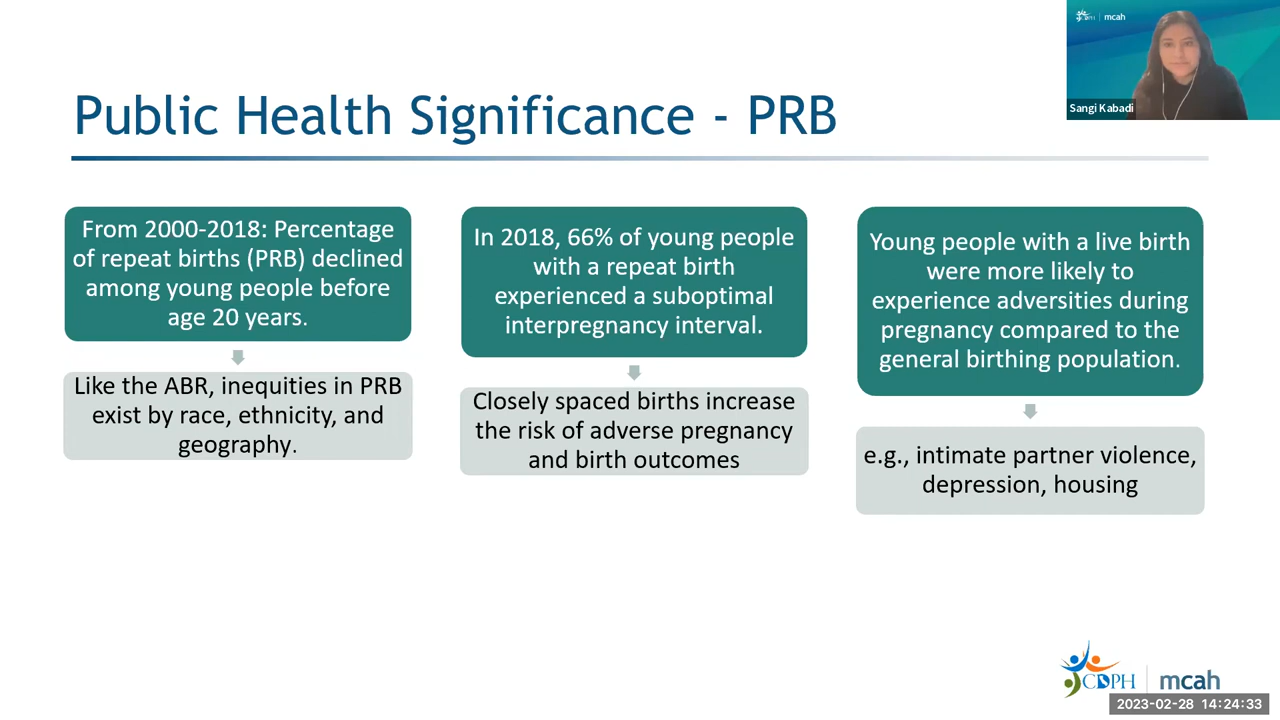 CDPH | mcah
Sangi Kabadi
Public Health Significance - PRB
From 2000-2018: Percentage
of repeat births (PRB) declined
among young people before
age 20 years.
Like the ABR, inequities in PRB
exist by race, ethnicity, and
geography.
In 2018, 66% of young people
with a repeat birth
experienced a suboptimal
interpregnancy interval.
Closely spaced births increase
the risk of adverse pregnancy
and birth outcomes
Young people with a live birth
were more likely to
experience adversities during
pregnancy compared to the
general birthing population.
e.g., intimate partner violence,
depression, housing
CDPH | mcah
2023-02-28 14:24:33